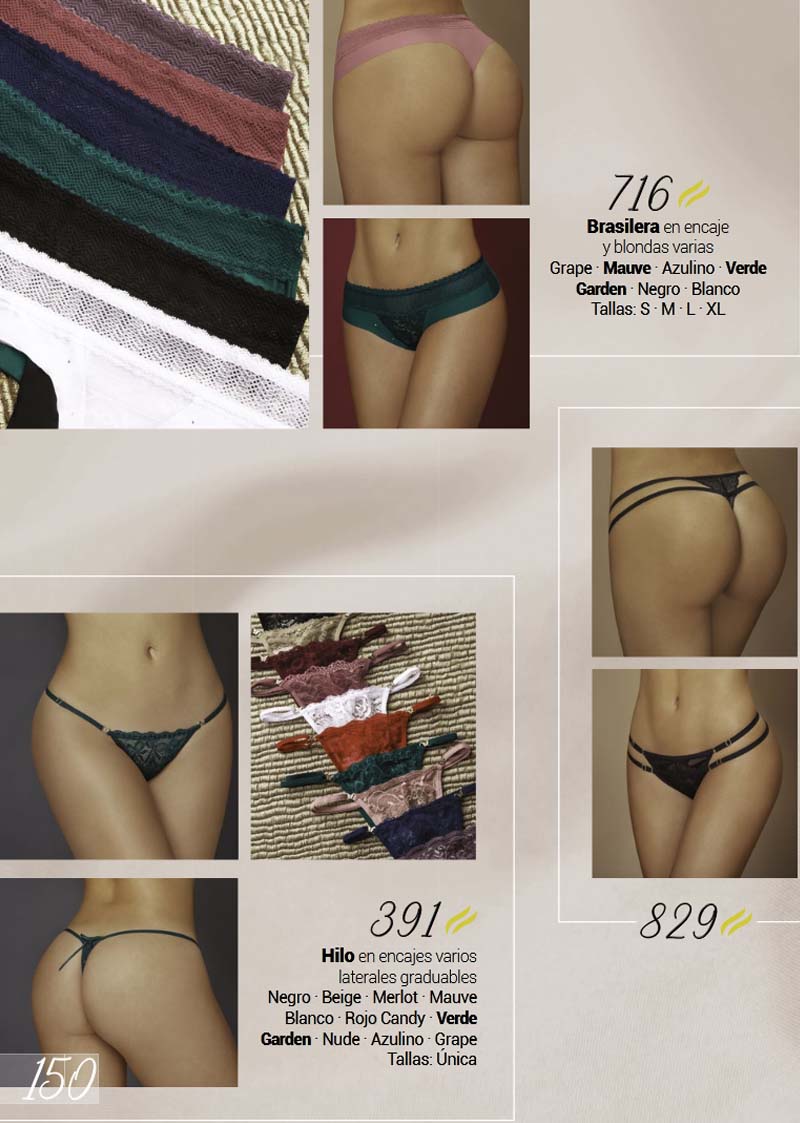 716
Brasilera en encaje
y blondas varias
Grape · Mauve · Azulino · Verde
Garden · Negro · Blanco
Tallas: S · M · L · XL
829
391
Hilo en encajes varios
laterales graduables
Negro · Beige · Merlot · Mauve
Blanco · Rojo Candy · Verde
Garden · Nude · Azulino · Grape
Tallas: Única
150